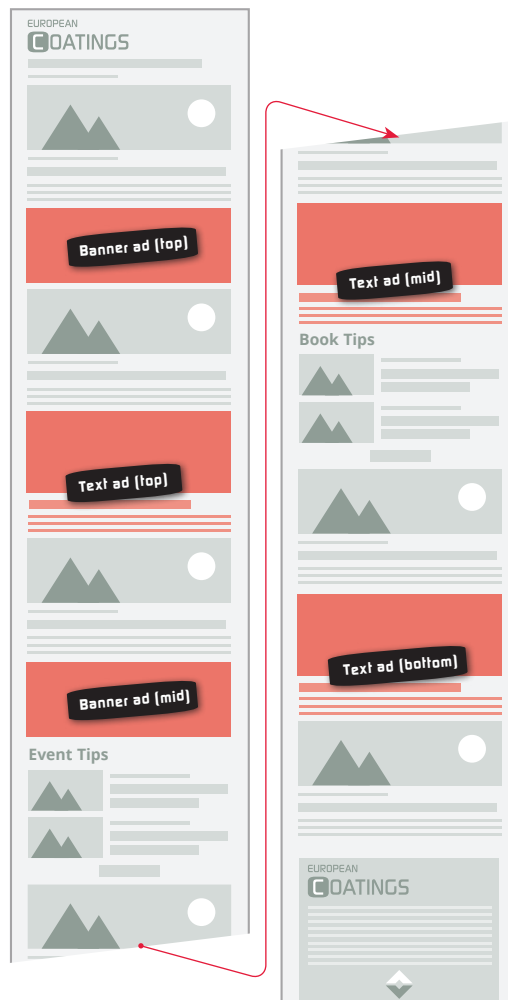 EUROPEAN
COATINGS
Banner ad (top)
Text ad (top)
Banner ad (mid)
Event Tips
Text ad (mid)
Book Tips
Text ad (bottom)
EUROPEAN
COATINGS